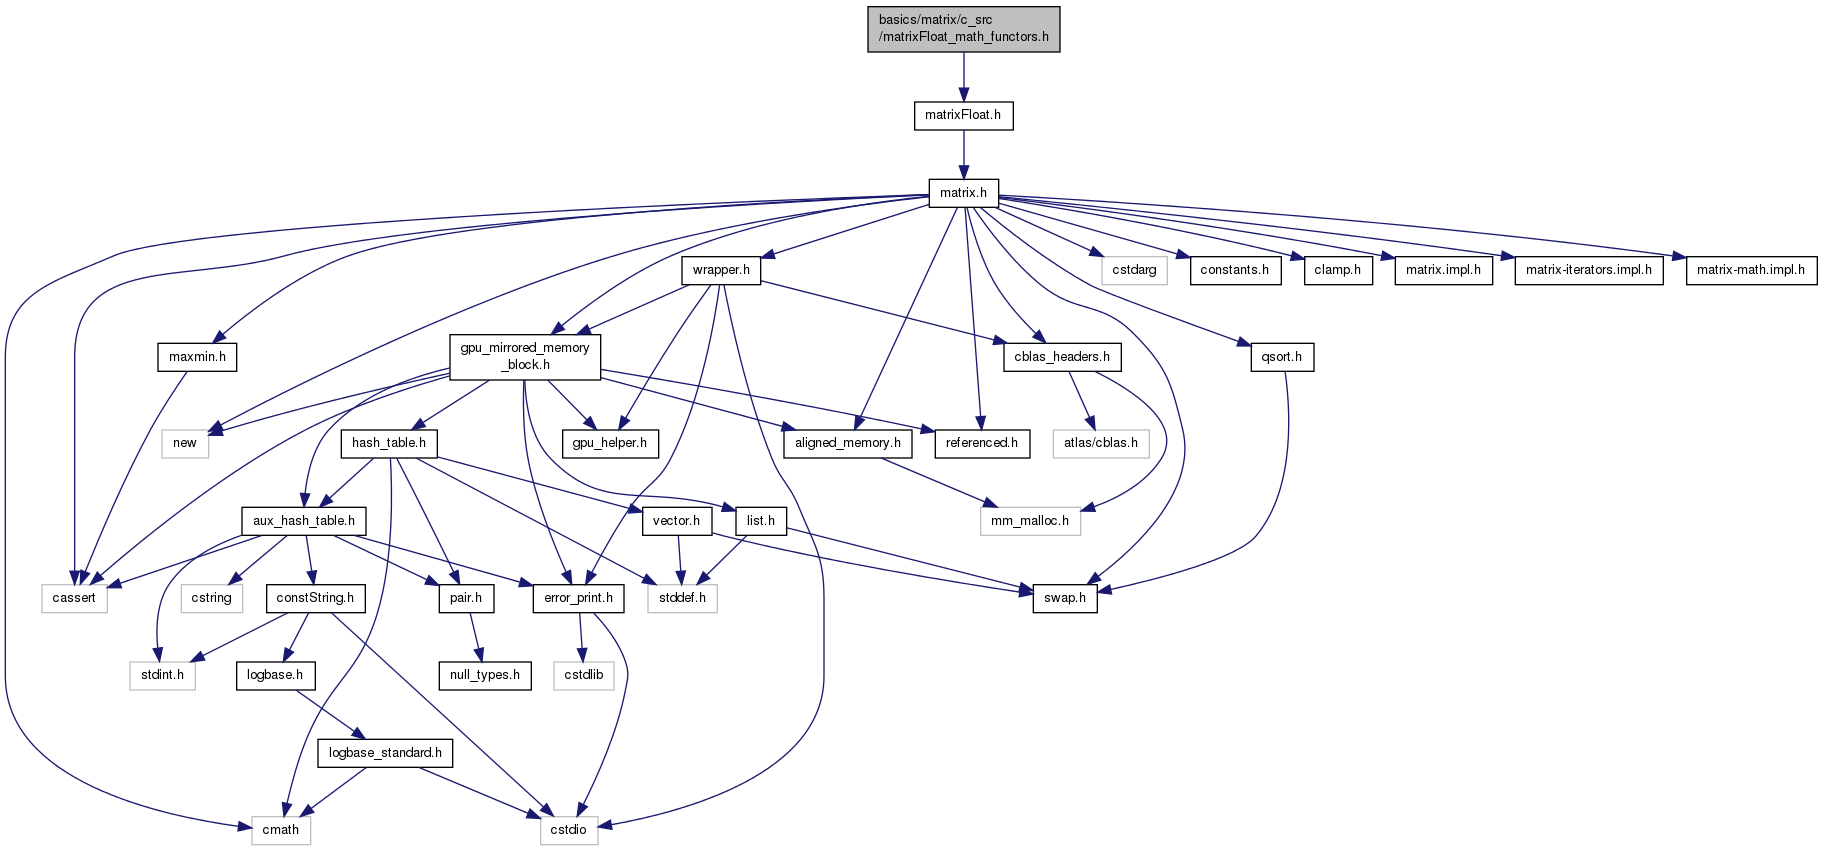 basics/matrix/c_src
/matrixFloat_math_functors.h
matrixFloat.h
matrix.h
wrapper.h
cstdarg
constants.h
clamp.h
matrix.impl.h
matrix-iterators.impl.h
matrix-math.impl.h
maxmin.h
gpu_mirrored_memory
_block.h
cblas_headers.h
qsort.h
new
hash_table.h
gpu_helper.h
aligned_memory.h
referenced.h
atlas/cblas.h
aux_hash_table.h
vector.h
list.h
mm_malloc.h
cassert
cstring
constString.h
pair.h
error_print.h
stddef.h
swap.h
stdint.h
logbase.h
null_types.h
cstdlib
logbase_standard.h
cmath
cstdio